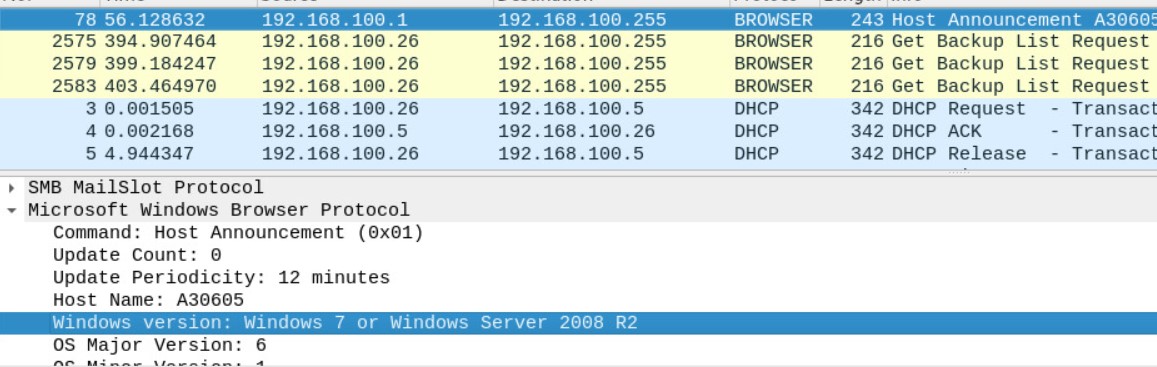 78 56.128632 192.168.100.1 192.168.100.255 BROWSER 243 Host Announcement A30605
2575 394.907464 192.168.100.26 192.168.100.255 BROWSER 216 Get Backup List Request
2579 399.184247 192.168.100.26 192.168.100.255 BROWSER 216 Get Backup List Request
2583 403.464970 192.168.100.26 192.168.100.255 BROWSER 216 Get Backup List Request
3 0.001505 192.168.100.26 192.168.100.5 DHCP 342 DHCP Request - Transact
4 0.002168 192.168.100.5 192.168.100.26 DHCP 342 DHCP ACK - Transact
5 4.944347 192.168.100.26 192.168.100.5 DHCP 342 DHCP Release - Transact
SMB MailSlot Protocol
Microsoft Windows Browser Protocol
Command: Host Announcement (0x01)
Update Count: 0
Update Periodicity: 12 minutes
Host Name: A30605
Windows version: Windows 7 or Windows Server 2008 R2
OS Major Version: 6
OS Minor Version: 1